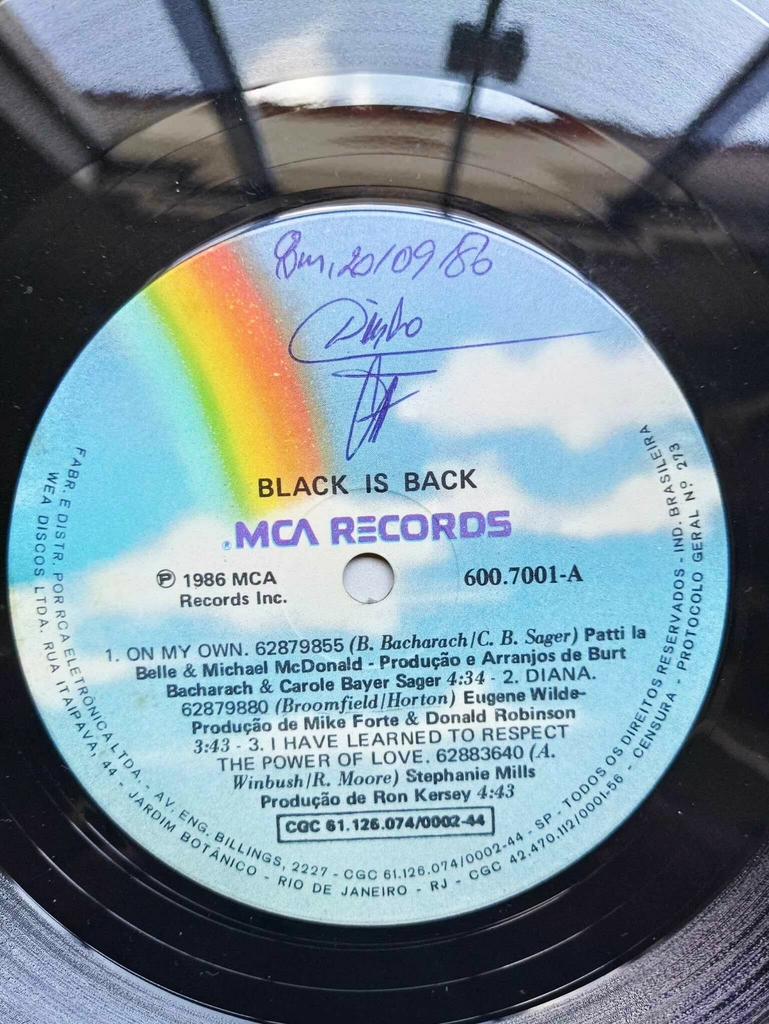 20/09/86
BLACK IS BACK
® MCA RECORDS
℗ 1986 MCA
Records Inc.
600.7001-A
1. ON MY OWN. 62879855 (B. Bacharach/C. B. Sager) Patti la
Belle & Michael McDonald - Produção e Arranjos de Burt
Bacharach & Carole Bayer Sager 4:34 - 2. DIANA.
62879880 (Broomfield/Horton) Eugene Wilde-
Produção de Mike Forte & Donald Robinson
3:43 - 3. I HAVE LEARNED TO RESPECT
THE POWER OF LOVE. 62883640 (A.
Winbush/R. Moore) Stephanie Mills
Produção de Ron Kersey 4:43
CGC 61.126.074/0002-44
FABR. E DISTR. POR RCA ELETRÔNICA LTDA. - AV. ENG. BILLINGS, 2227 - CGC 61.126.074/0002-44 - SP - TODOS OS DIREITOS RESERVADOS - IND. BRASILEIRA
WEA DISCOS LTDA. RUA ITAIPAVA, 44 - JARDIM BOTÂNICO - RIO DE JANEIRO - RJ - CGC 42.470.112/0001-56 - CENSURA - PROTOCOLO GERAL Nº 273